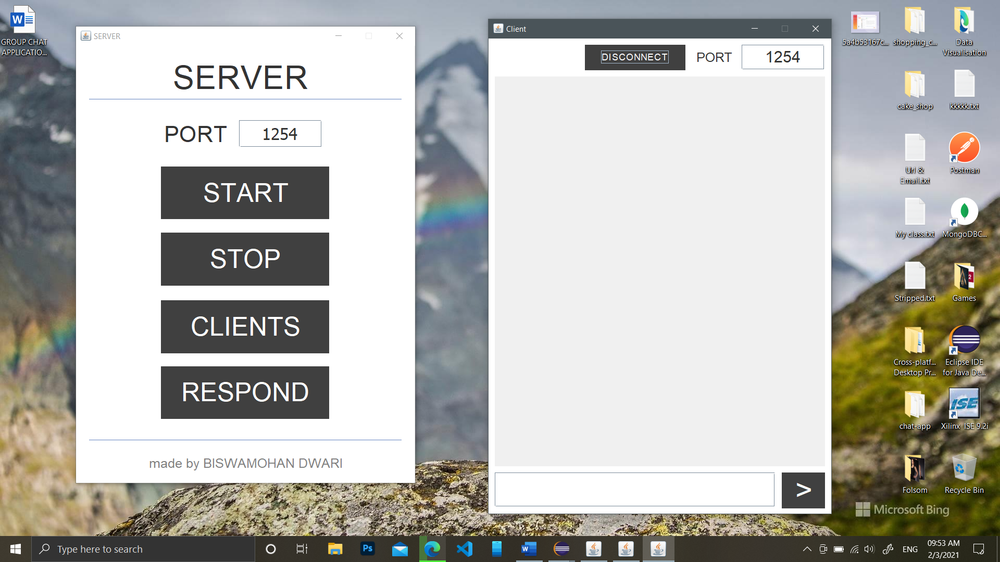 GROUP CHAT
APPLICATIO...
SERVER
SERVER
PORT 1254
START
STOP
CLIENTS
RESPOND
made by BISWAMOHAN DWARI
Client
DISCONNECT PORT 1254
>
5a4b53167c...
shopping_c...
Data
Visualisation
cake_shop
kkkkk.txt
Url &
Email.txt
Postman
My class.txt
MongoDBC...
Stripped.txt
Games
Cross-platf...
Desktop Pr...
Eclipse IDE
for Java De...
chat-app
ISE
Xilinx ISE 9.2i
Folsom
Recycle Bin
Microsoft Bing
Type here to search
Ps
ENG
09:53 AM
2/3/2021